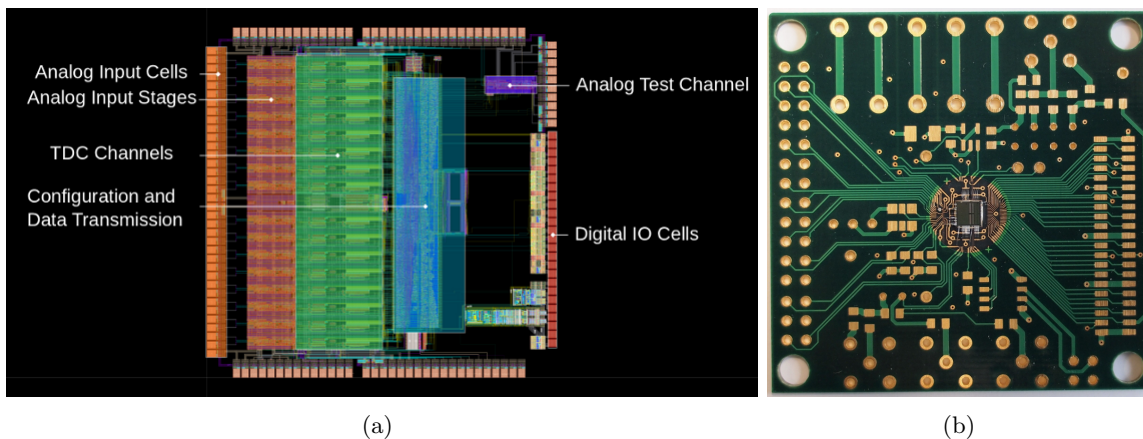 Analog Input Cells
Analog Input Stages
TDC Channels
Configuration and
Data Transmission
Analog Test Channel
Digital IO Cells
(a)
(b)